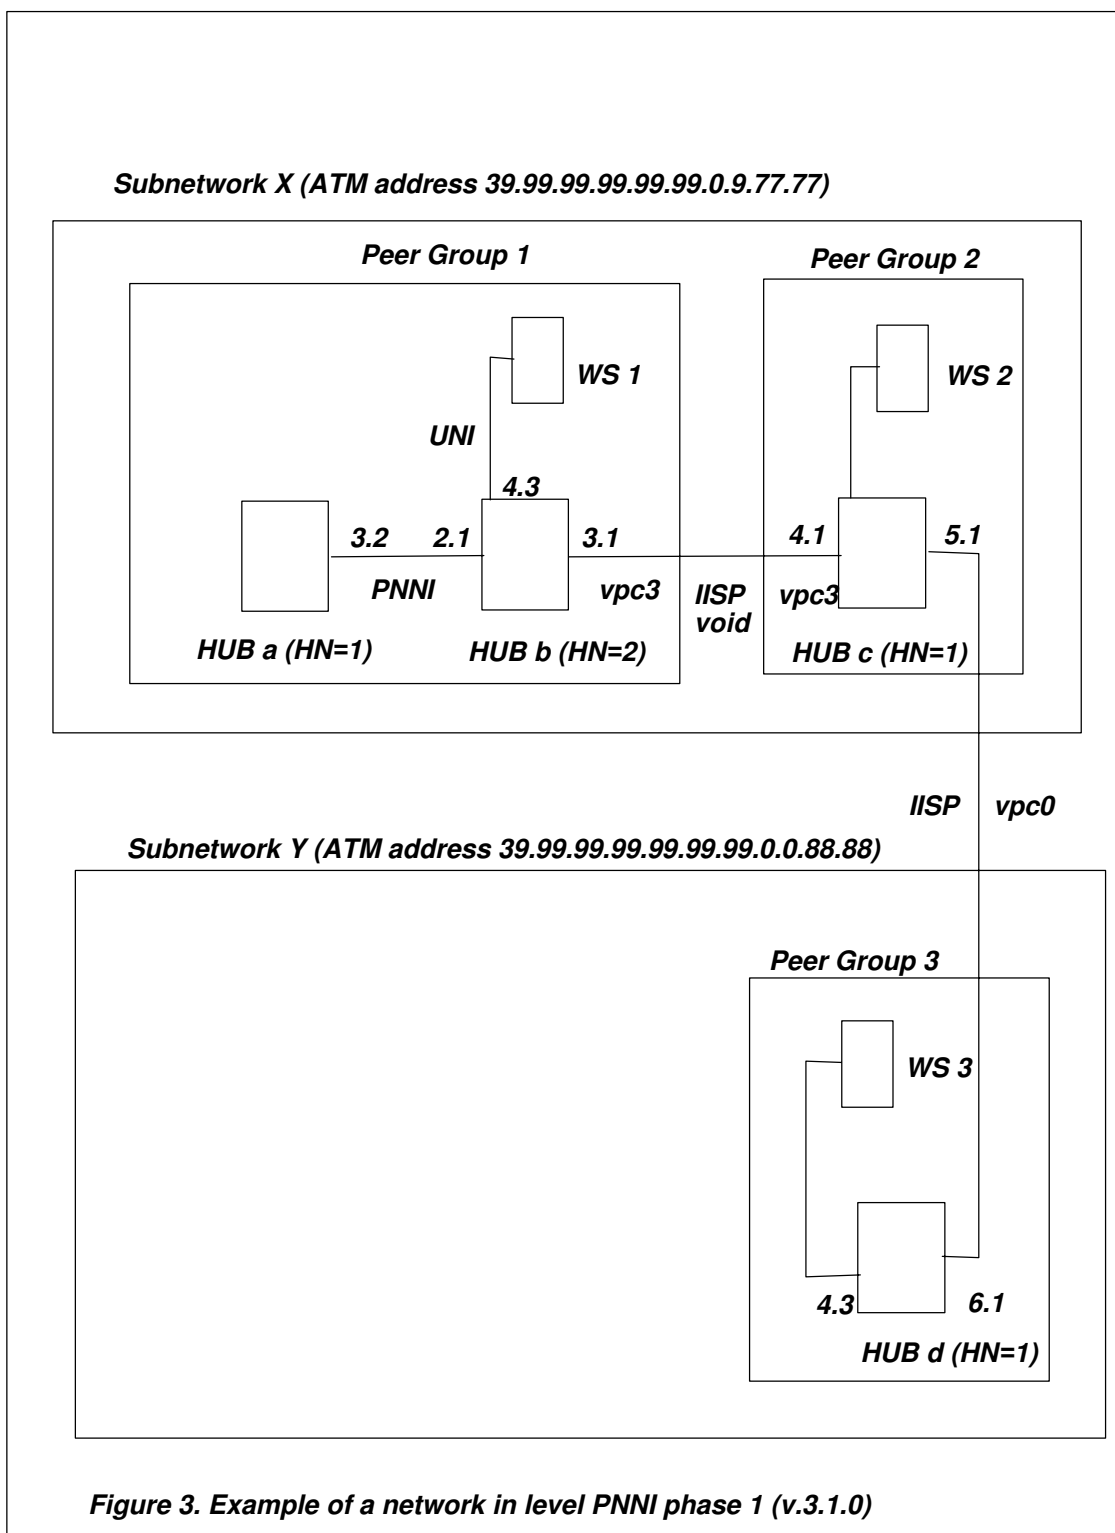 Subnetwork X (ATM address 39.99.99.99.99.99.0.9.77.77)
Peer Group 1
Peer Group 2
WS 1
WS 2
UNI
4.3
3.2
2.1
3.1
4.1
5.1
PNNI
vpc3
IISP
void
vpc3
HUB a (HN=1)
HUB b (HN=2)
HUB c (HN=1)
IISP
vpc0
Subnetwork Y (ATM address 39.99.99.99.99.99.99.0.0.88.88)
Peer Group 3
WS 3
4.3
6.1
HUB d (HN=1)
Figure 3. Example of a network in level PNNI phase 1 (v.3.1.0)